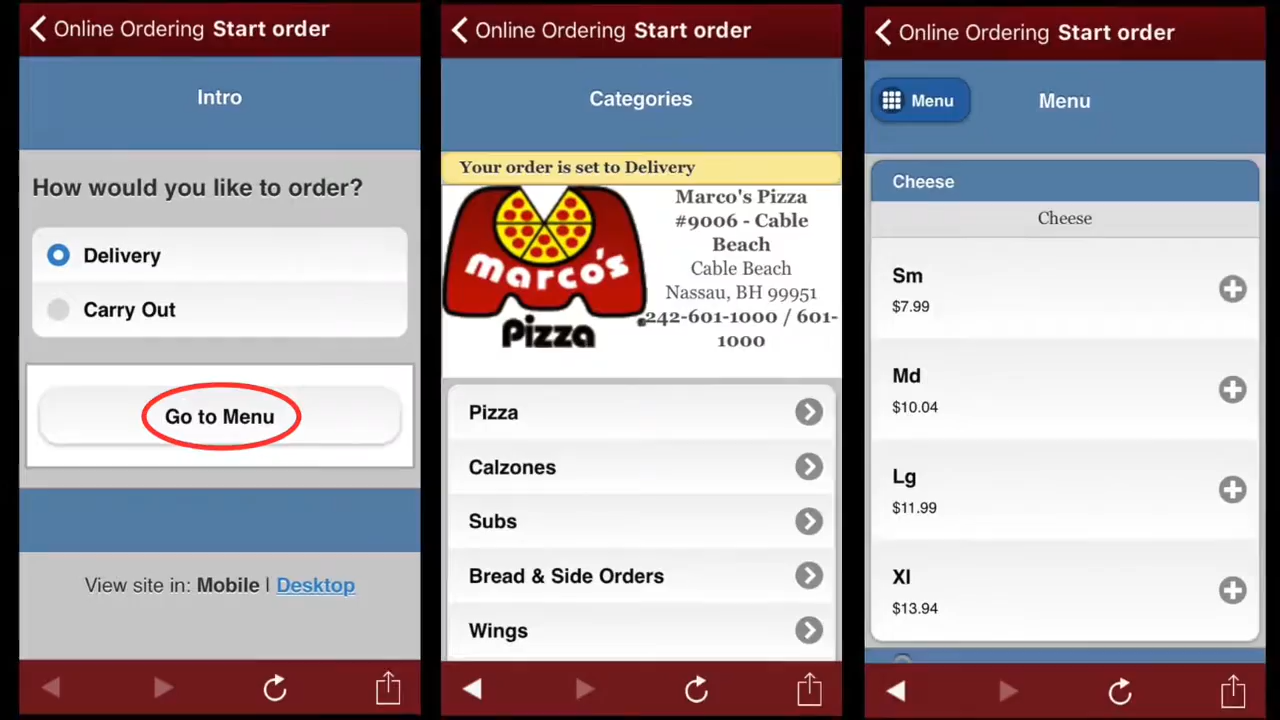 Online Ordering Start order
Intro
How would you like to order?
Delivery
Carry Out
Go to Menu
View site in: Mobile | Desktop
Online Ordering Start order
Categories
Your order is set to Delivery
marco's
Pizza
Marco's Pizza
#9006 - Cable
Beach
Cable Beach
Nassau, BH 99951
242-601-1000 / 601-
1000
Pizza
Calzones
Subs
Bread & Side Orders
Wings
Online Ordering Start order
Menu
Menu
Cheese
Cheese
Sm
$7.99
Md
$10.04
Lg
$11.99
Xl
$13.94